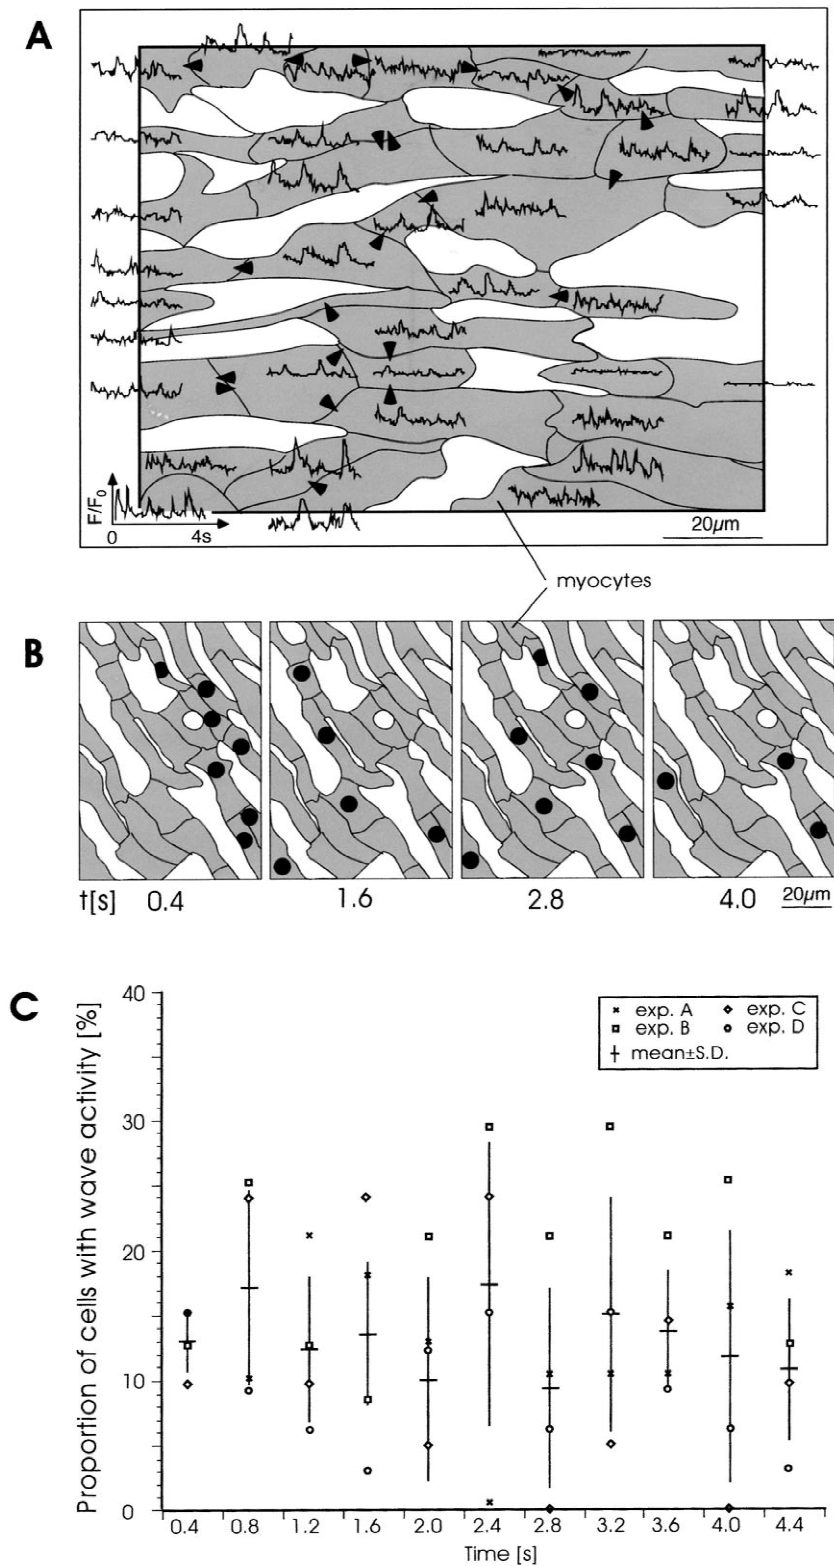 A
F/F0
0 4s
20µm
myocytes
B
t[s] 0.4 1.6 2.8 4.0 20µm
C
Proportion of cells with wave activity [%]
40
30
20
10
0
× exp. A ◇ exp. C
□ exp. B ○ exp. D
┼ mean±S.D.
0.4 0.8 1.2 1.6 2.0 2.4 2.8 3.2 3.6 4.0 4.4
Time [s]